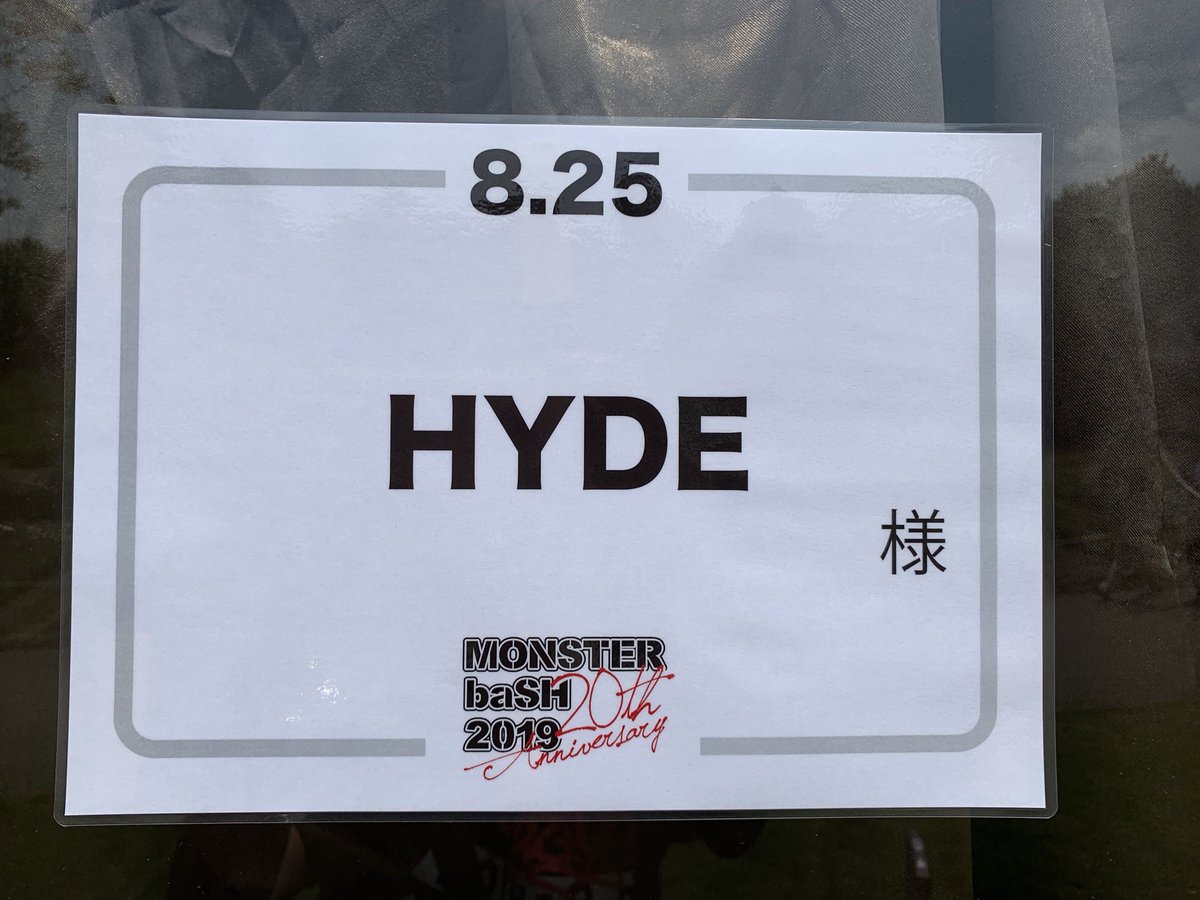 8.25
HYDE
様
MONSTER
baSH
2019
20th
Anniversary